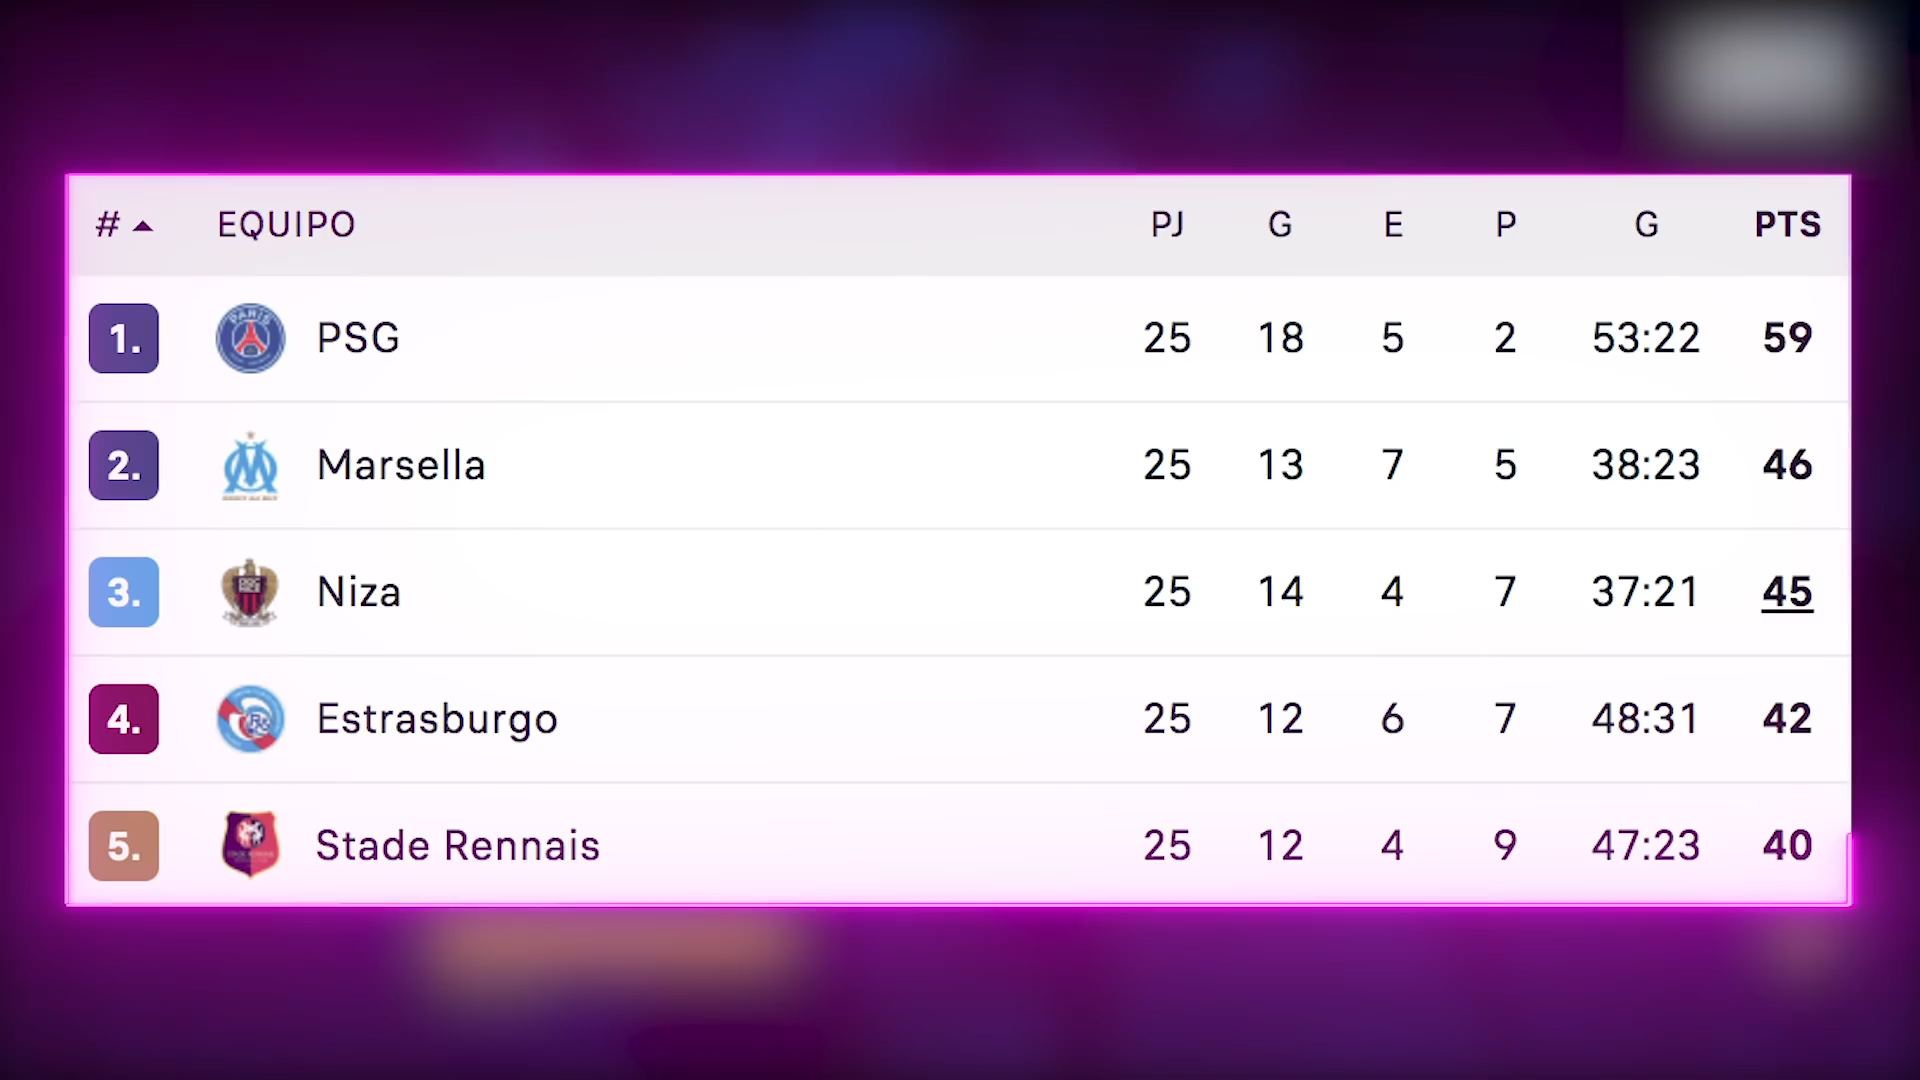 # EQUIPO PJ G E P G PTS
1. PARIS PSG 25 18 5 2 53:22 59
2. Marsella 25 13 7 5 38:23 46
3. Niza 25 14 4 7 37:21 45
4. Estrasburgo 25 12 6 7 48:31 42
5. Stade Rennais 25 12 4 9 47:23 40